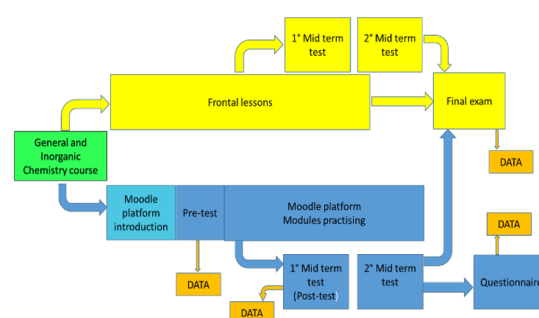 1° Mid term
test
2° Mid term
test
Frontal lessons
Final exam
General and
Inorganic
Chemistry course
DATA
Moodle
platform
introduction
Pre-test
Moodle platform
Modules practising
DATA
1° Mid term
test
(Post-test)
2° Mid term
test
Questionnaire
DATA
DATA